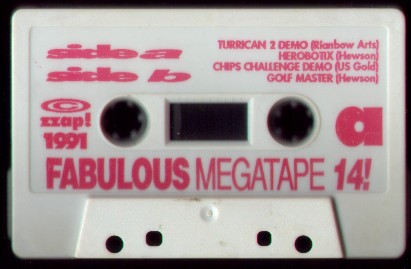 side a
side b
TURRICAN 2 DEMO (Rianbow Arts)
HEROBOTIX (Hewson)
CHIPS CHALLENGE DEMO (US Gold)
GOLF MASTER (Hewson)
©
zzap!
1991
a
FABULOUS MEGATAPE 14!